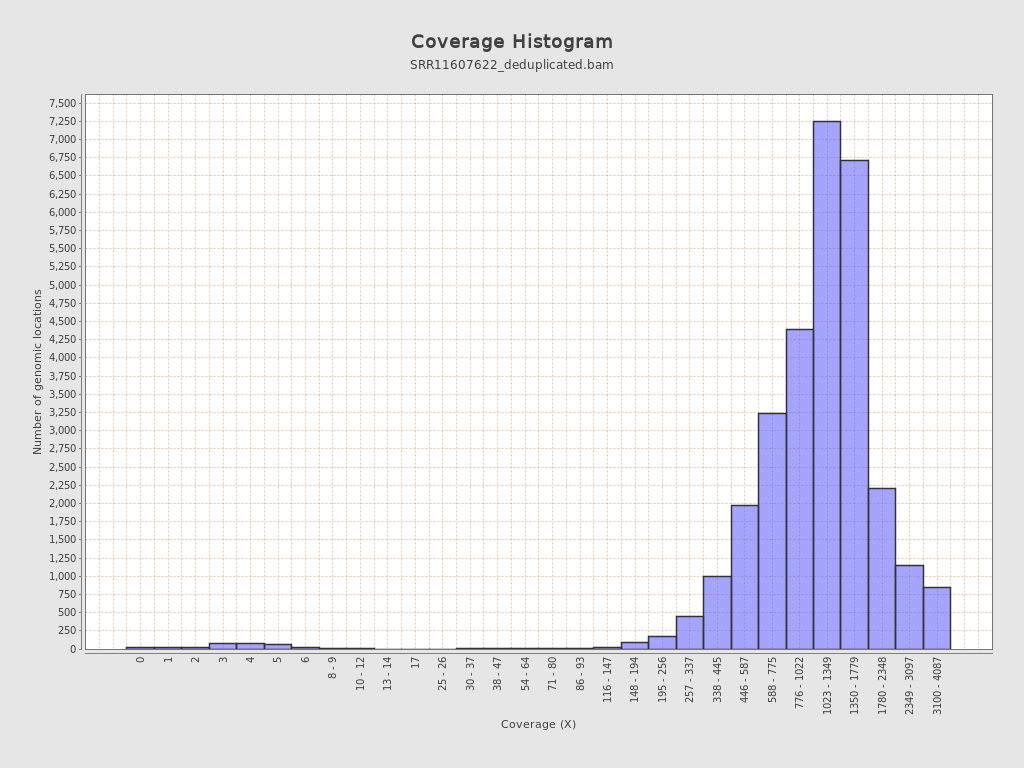 Coverage Histogram
SRR11607622_deduplicated.bam
7,500
7,250
7,000
6,750
6,500
6,250
6,000
5,750
5,500
5,250
5,000
4,750
4,500
4,250
4,000
3,750
3,500
3,250
3,000
2,750
2,500
2,250
2,000
1,750
1,500
1,250
1,000
750
500
250
0
Number of genomic locations
0
1
2
3
4
5
6
8 - 9
10 - 12
13 - 14
17
25 - 26
30 - 37
38 - 47
54 - 64
71 - 80
86 - 93
116 - 147
148 - 194
195 - 256
257 - 337
338 - 445
446 - 587
588 - 775
776 - 1022
1023 - 1349
1350 - 1779
1780 - 2348
2349 - 3097
3100 - 4087
Coverage (X)